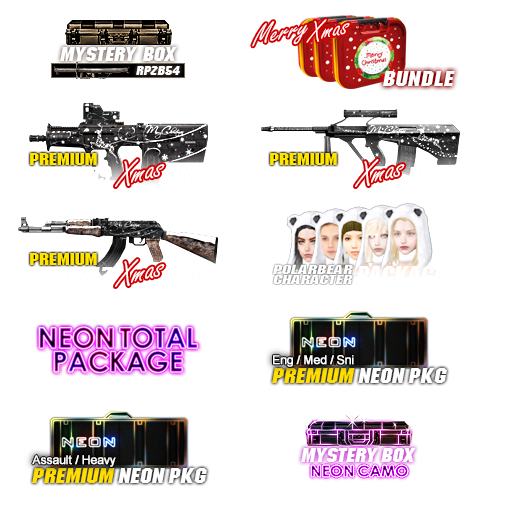 MYSTERY BOX
RPZB54
Merry Xmas
Merry
Christmas
BUNDLE
PREMIUM
Xmas
PREMIUM
Xmas
PREMIUM
Xmas
POLARBEAR
CHARACTER
NEON TOTAL
PACKAGE
NEON
Eng / Med / Sni
PREMIUM NEON PKG
NEON
Assault / Heavy
PREMIUM NEON PKG
MYSTERY BOX
NEON CAMO